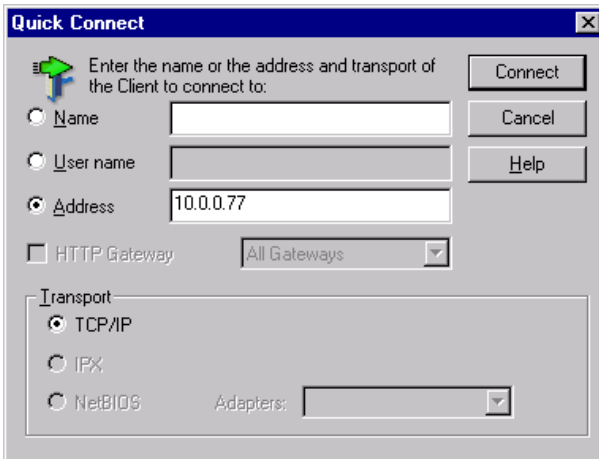 Quick Connect
Enter the name or the address and transport of
the Client to connect to:
Connect
Name
Cancel
User name
Help
Address
10.0.0.77
HTTP Gateway
All Gateways
Transport
TCP/IP
IPX
NetBIOS
Adapters: